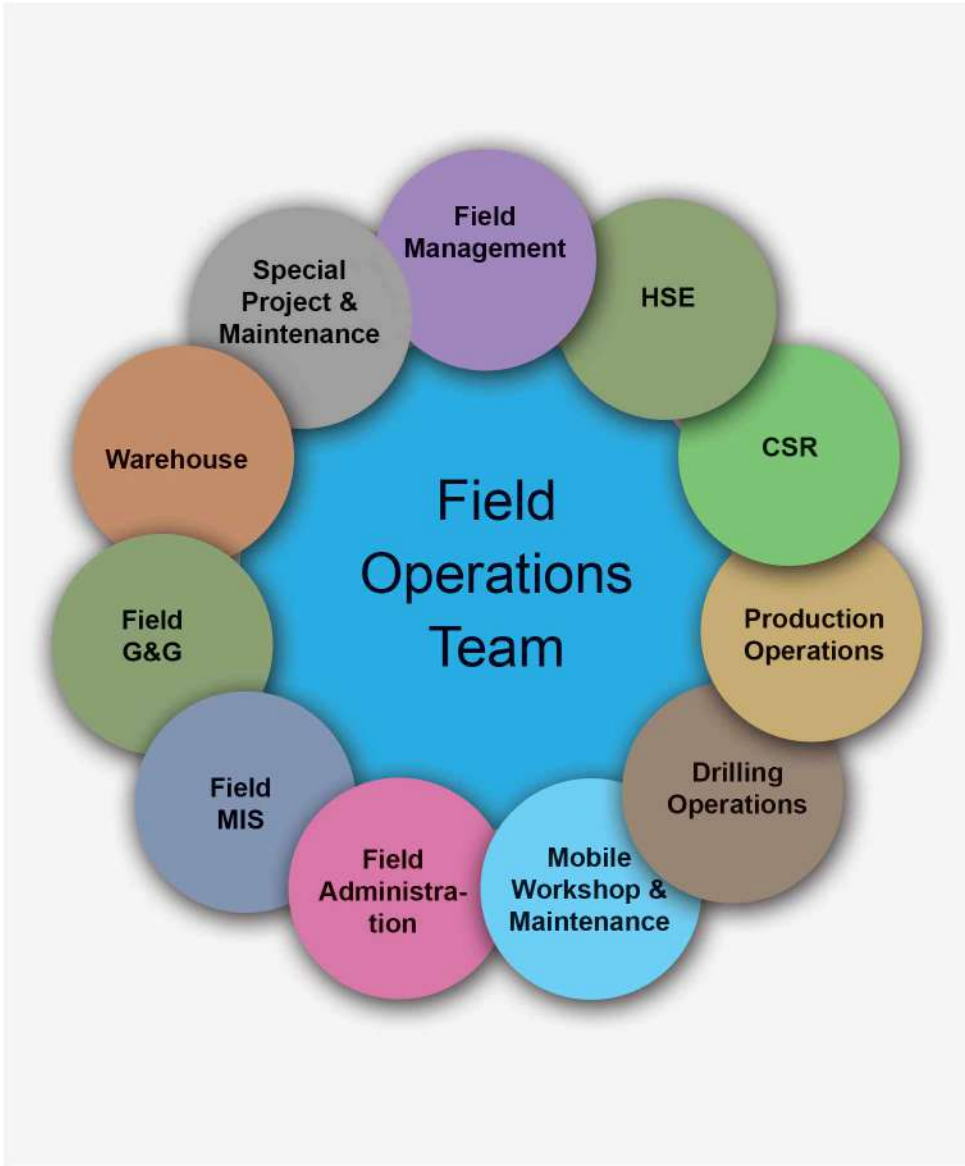 Field
Management
HSE
CSR
Production
Operations
Drilling
Operations
Mobile
Workshop &
Maintenance
Field
Administra-
tion
Field
MIS
Field
G&G
Warehouse
Special
Project &
Maintenance
Field
Operations
Team